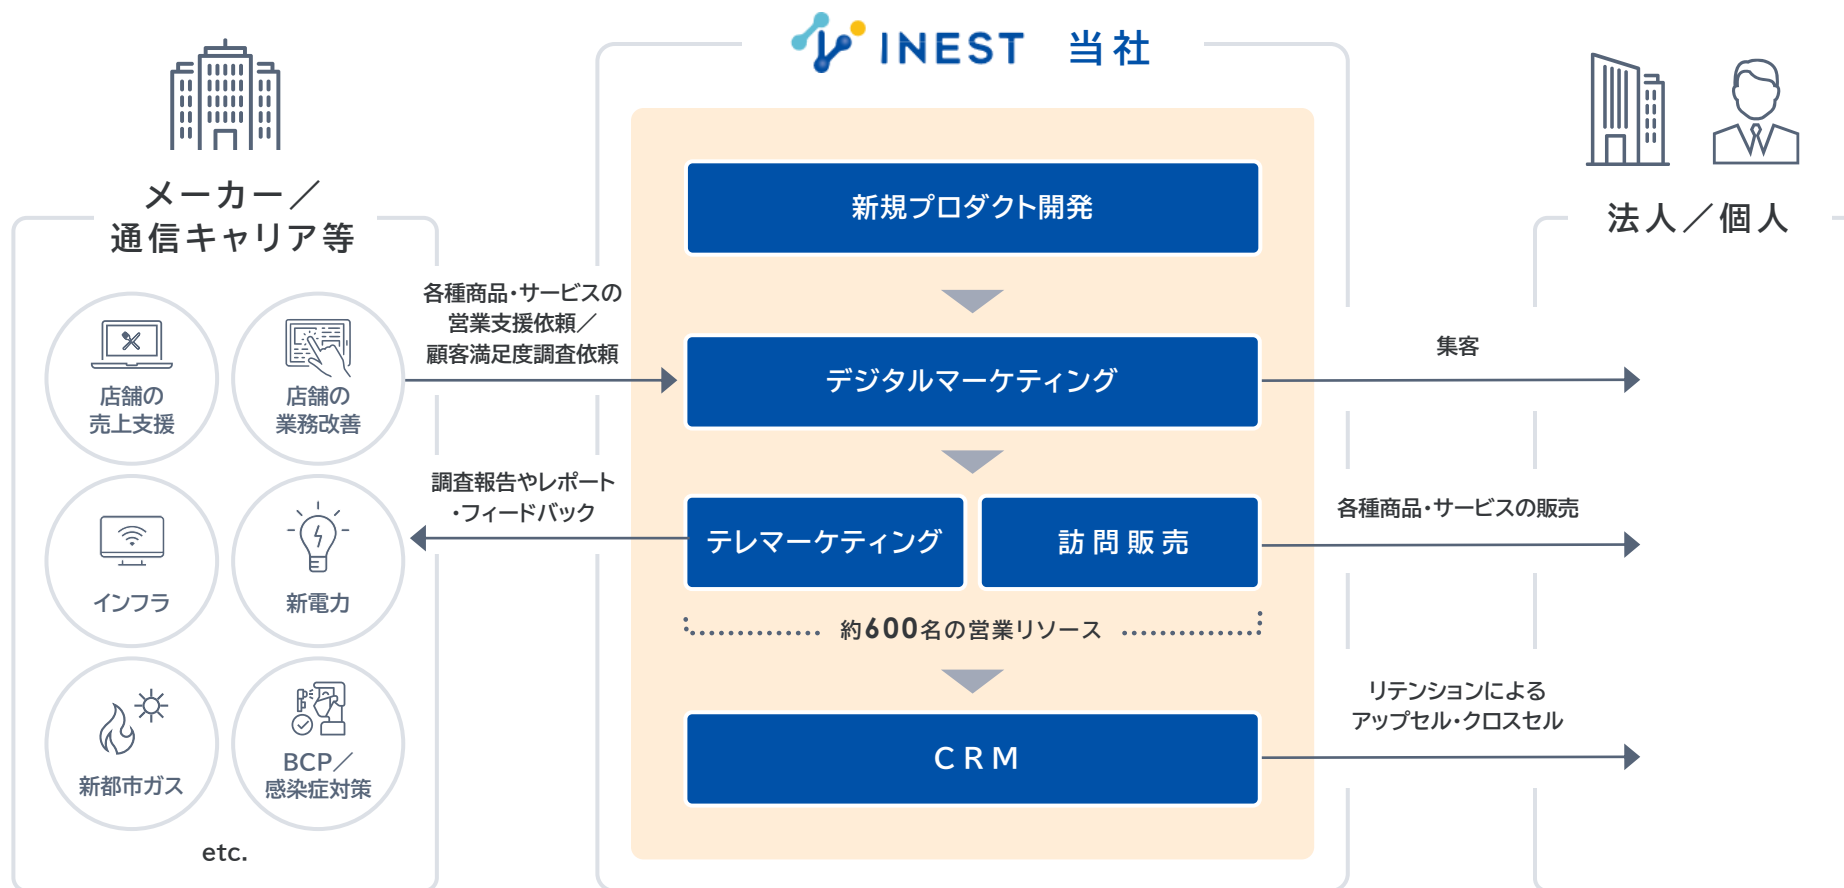 INEST 当社
メーカー／
通信キャリア等
店舗の
売上支援
店舗の
業務改善
インフラ
新電力
新都市ガス
BCP／
感染症対策
etc.
各種商品・サービスの
営業支援依頼／
顧客満足度調査依頼
調査報告やレポート
・フィードバック
新規プロダクト開発
デジタルマーケティング
テレマーケティング
訪問販売
約600名の営業リソース
CRM
集客
各種商品・サービスの販売
リテンションによる
アップセル・クロスセル
法人／個人